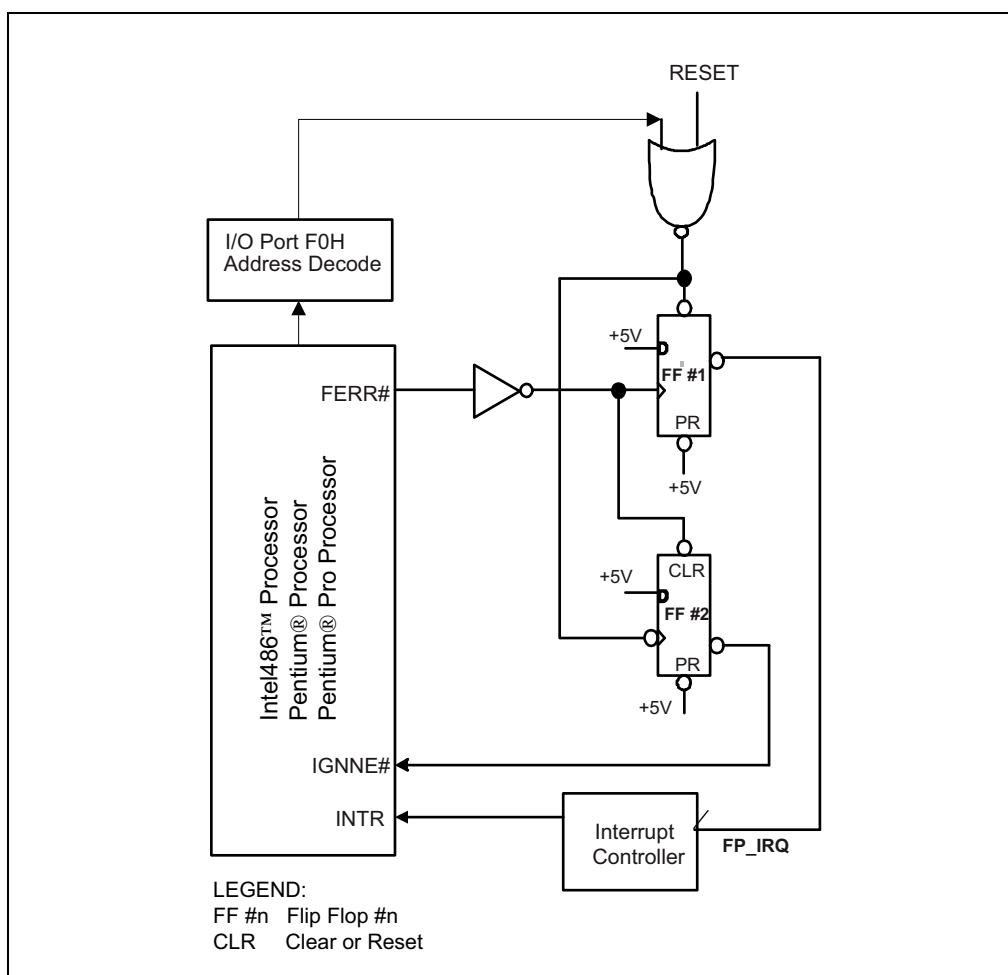 RESET
I/O Port F0H
Address Decode
+5V
FF #1
FERR#
PR
+5V
Intel486™ Processor
Pentium® Processor
Pentium® Pro Processor
CLR
+5V
FF #2
PR
+5V
IGNNE#
INTR
Interrupt
Controller
FP_IRQ
LEGEND:
FF #n Flip Flop #n
CLR Clear or Reset